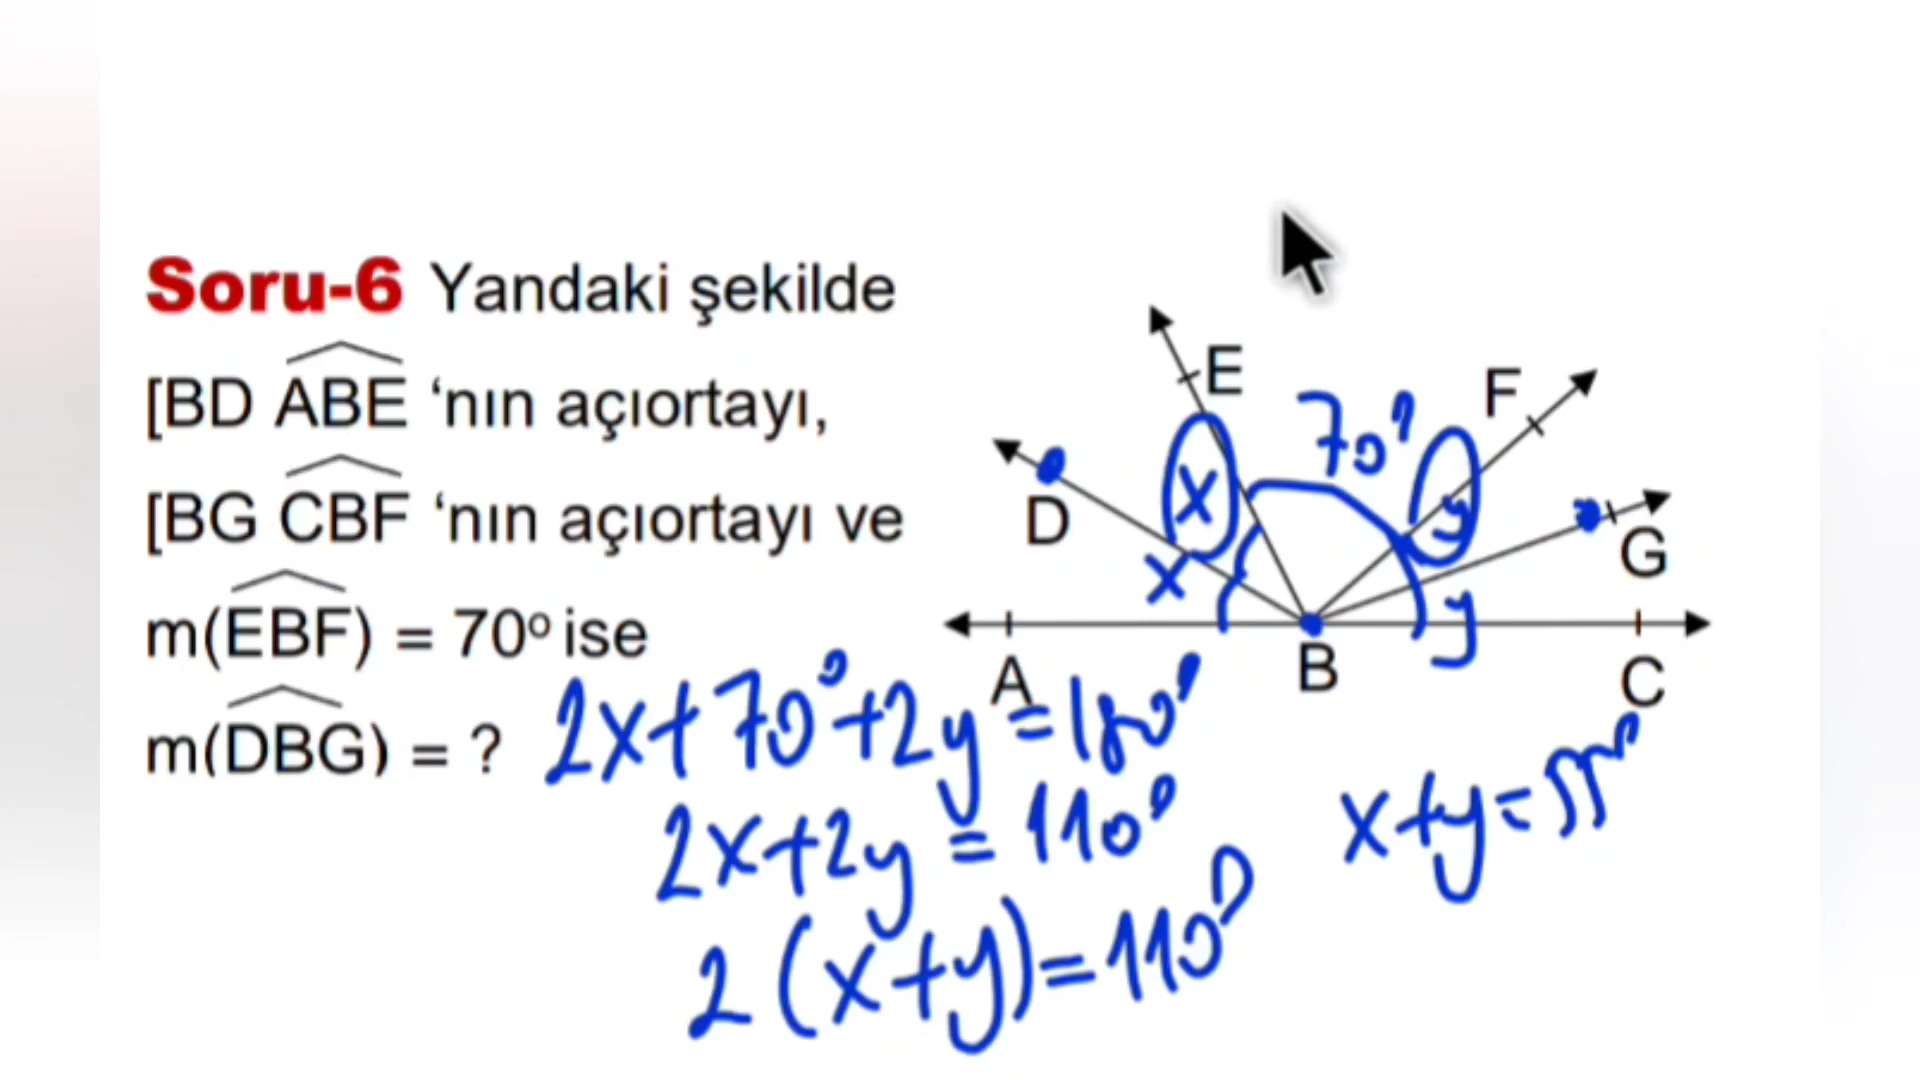 Soru-6 Yandaki şekilde
[BD ABE ‘nın açıortayı,
[BG CBF ‘nın açıortayı ve
m(EBF) = 70° ise
m(DBG) = ?
E
F
D
G
A
B
C
70°
x
x
y
y
2x+70°+2y=180°
2x+2y=110°
2(x+y)=110°
x+y=55°